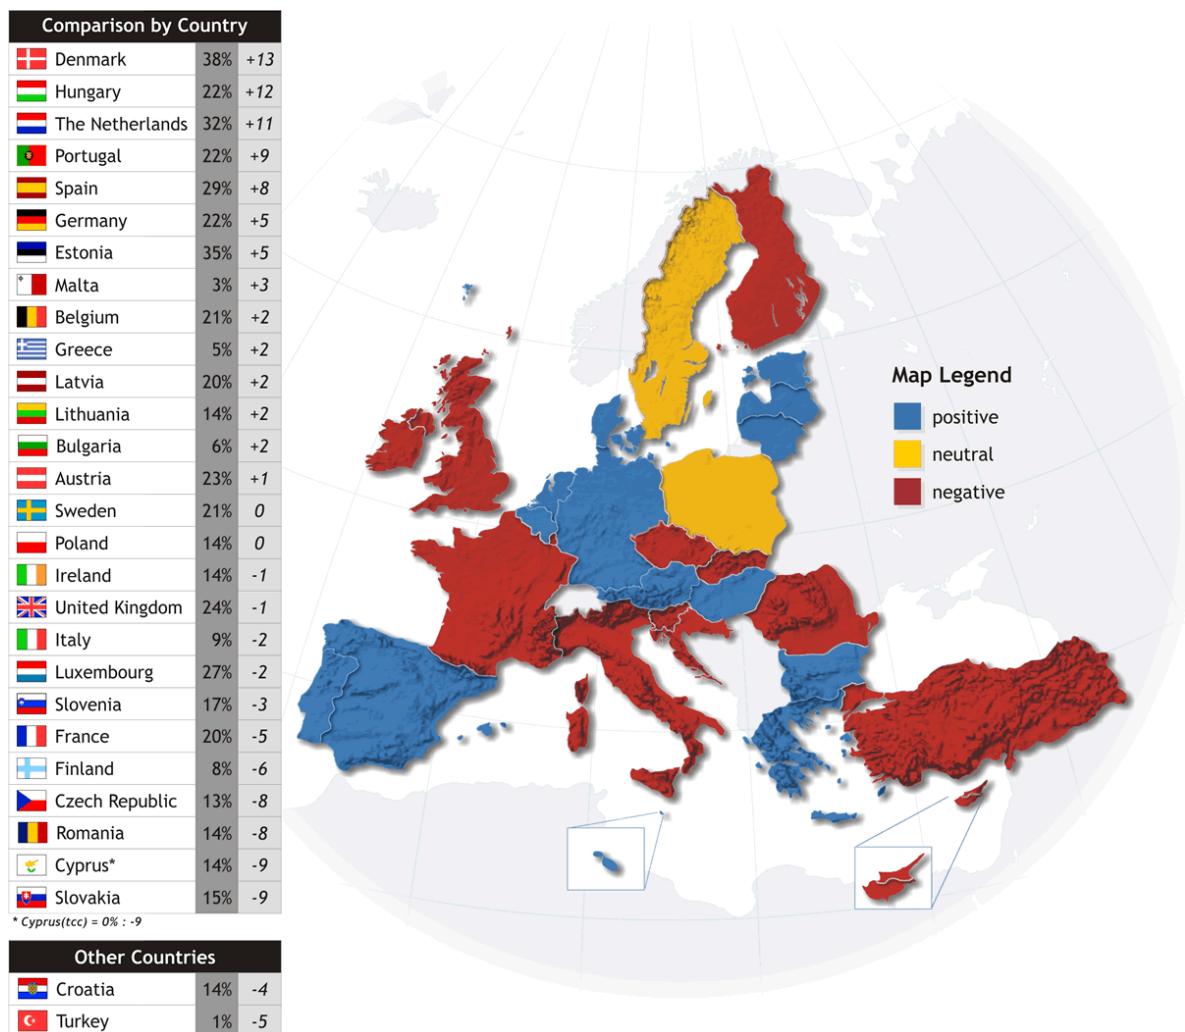 Comparison by Country
Denmark 38% +13
Hungary 22% +12
The Netherlands 32% +11
Portugal 22% +9
Spain 29% +8
Germany 22% +5
Estonia 35% +5
Malta 3% +3
Belgium 21% +2
Greece 5% +2
Latvia 20% +2
Lithuania 14% +2
Bulgaria 6% +2
Austria 23% +1
Sweden 21% 0
Poland 14% 0
Ireland 14% -1
United Kingdom 24% -1
Italy 9% -2
Luxembourg 27% -2
Slovenia 17% -3
France 20% -5
Finland 8% -6
Czech Republic 13% -8
Romania 14% -8
Cyprus* 14% -9
Slovakia 15% -9
* Cyprus(tcc) = 0% : -9
Other Countries
Croatia 14% -4
Turkey 1% -5
Map Legend
positive
neutral
negative